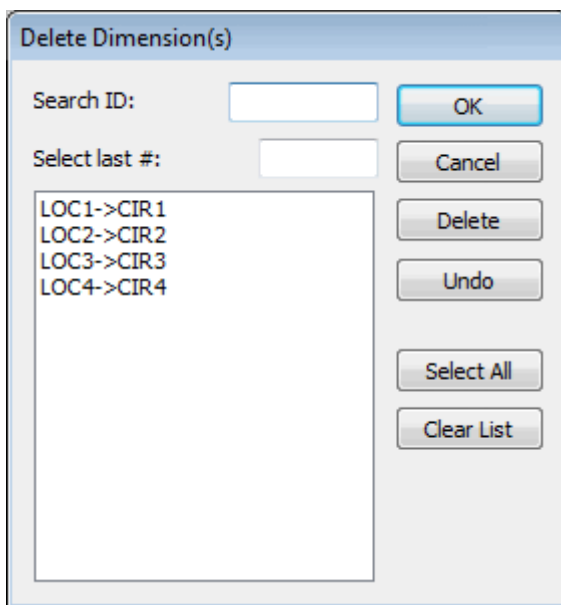 Delete Dimension(s)
Search ID:
OK
Select last #:
Cancel
LOC1->CIR1
LOC2->CIR2
LOC3->CIR3
LOC4->CIR4
Delete
Undo
Select All
Clear List